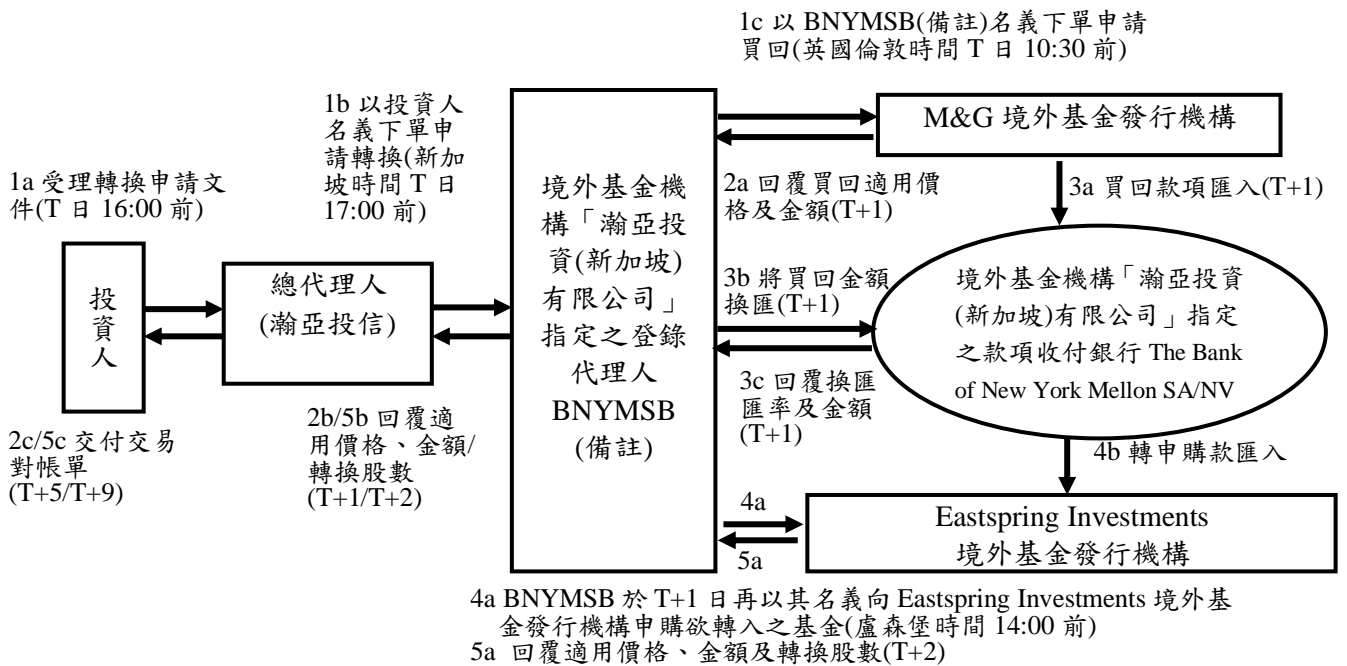 1c 以 BNYMSB(備註)名義下單申請
買回(英國倫敦時間 T 日 10:30 前)
1b 以投資人
名義下單申
請轉換(新加
坡時間 T 日
17:00 前)
1a 受理轉換申請文
件(T 日 16:00 前)
投
資
人
2c/5c 交付交易
對帳單
(T+5/T+9)
總代理人
(瀚亞投信)
2b/5b 回覆適
用價格、金額/
轉換股數
(T+1/T+2)
境外基金機
構「瀚亞投
資(新加坡)
有限公司」
指定之登錄
代理人
BNYMSB
(備註)
M&G 境外基金發行機構
2a 回覆買回適用價
格及金額(T+1)
3a 買回款項匯入(T+1)
3b 將買回金額
換匯(T+1)
3c 回覆換匯
匯率及金額
(T+1)
境外基金機構「瀚亞投資
(新加坡)有限公司」指定
之款項收付銀行 The Bank
of New York Mellon SA/NV
4b 轉申購款匯入
4a
5a
Eastspring Investments
境外基金發行機構
4a BNYMSB 於 T+1 日再以其名義向 Eastspring Investments 境外基
金發行機構申購欲轉入之基金(盧森堡時間 14:00 前)
5a 回覆適用價格、金額及轉換股數(T+2)